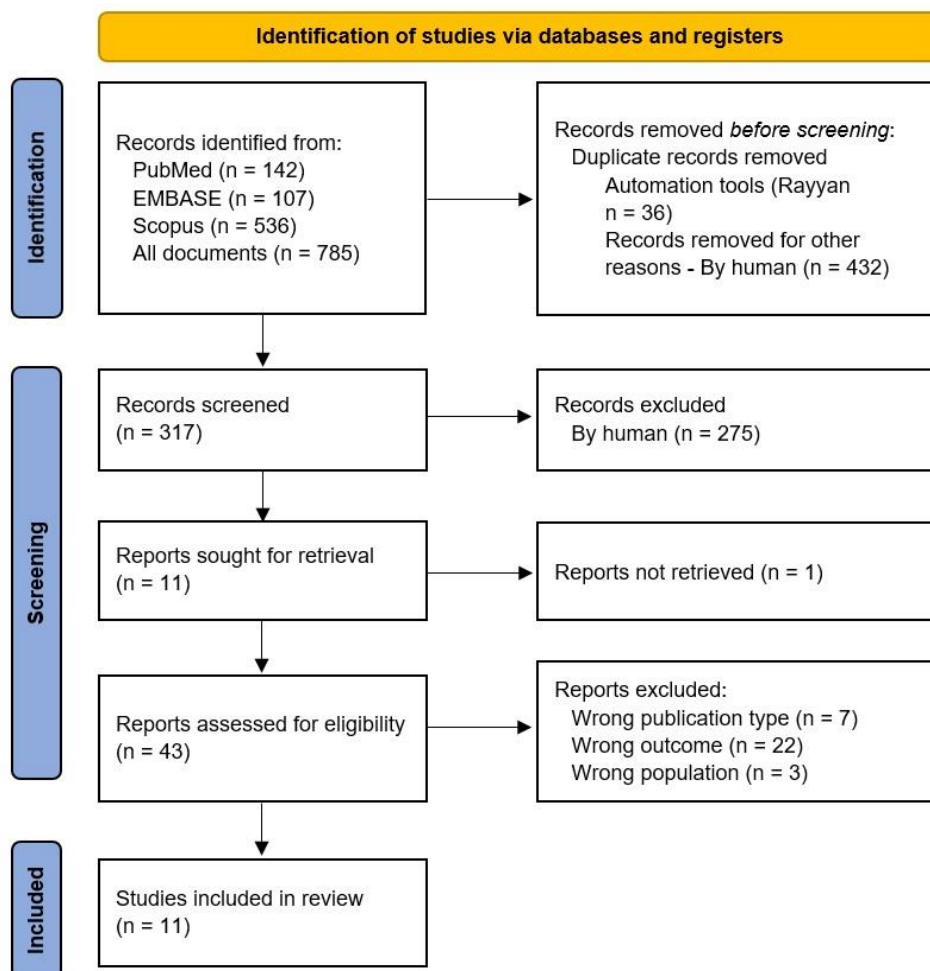 Identification of studies via databases and registers
Identification
Records identified from:
PubMed (n = 142)
EMBASE (n = 107)
Scopus (n = 536)
All documents (n = 785)
Records removed before screening:
Duplicate records removed
Automation tools (Rayyan
n = 36)
Records removed for other
reasons - By human (n = 432)
Screening
Records screened
(n = 317)
Records excluded
By human (n = 275)
Reports sought for retrieval
(n = 11)
Reports not retrieved (n = 1)
Reports assessed for eligibility
(n = 43)
Reports excluded:
Wrong publication type (n = 7)
Wrong outcome (n = 22)
Wrong population (n = 3)
Included
Studies included in review
(n = 11)